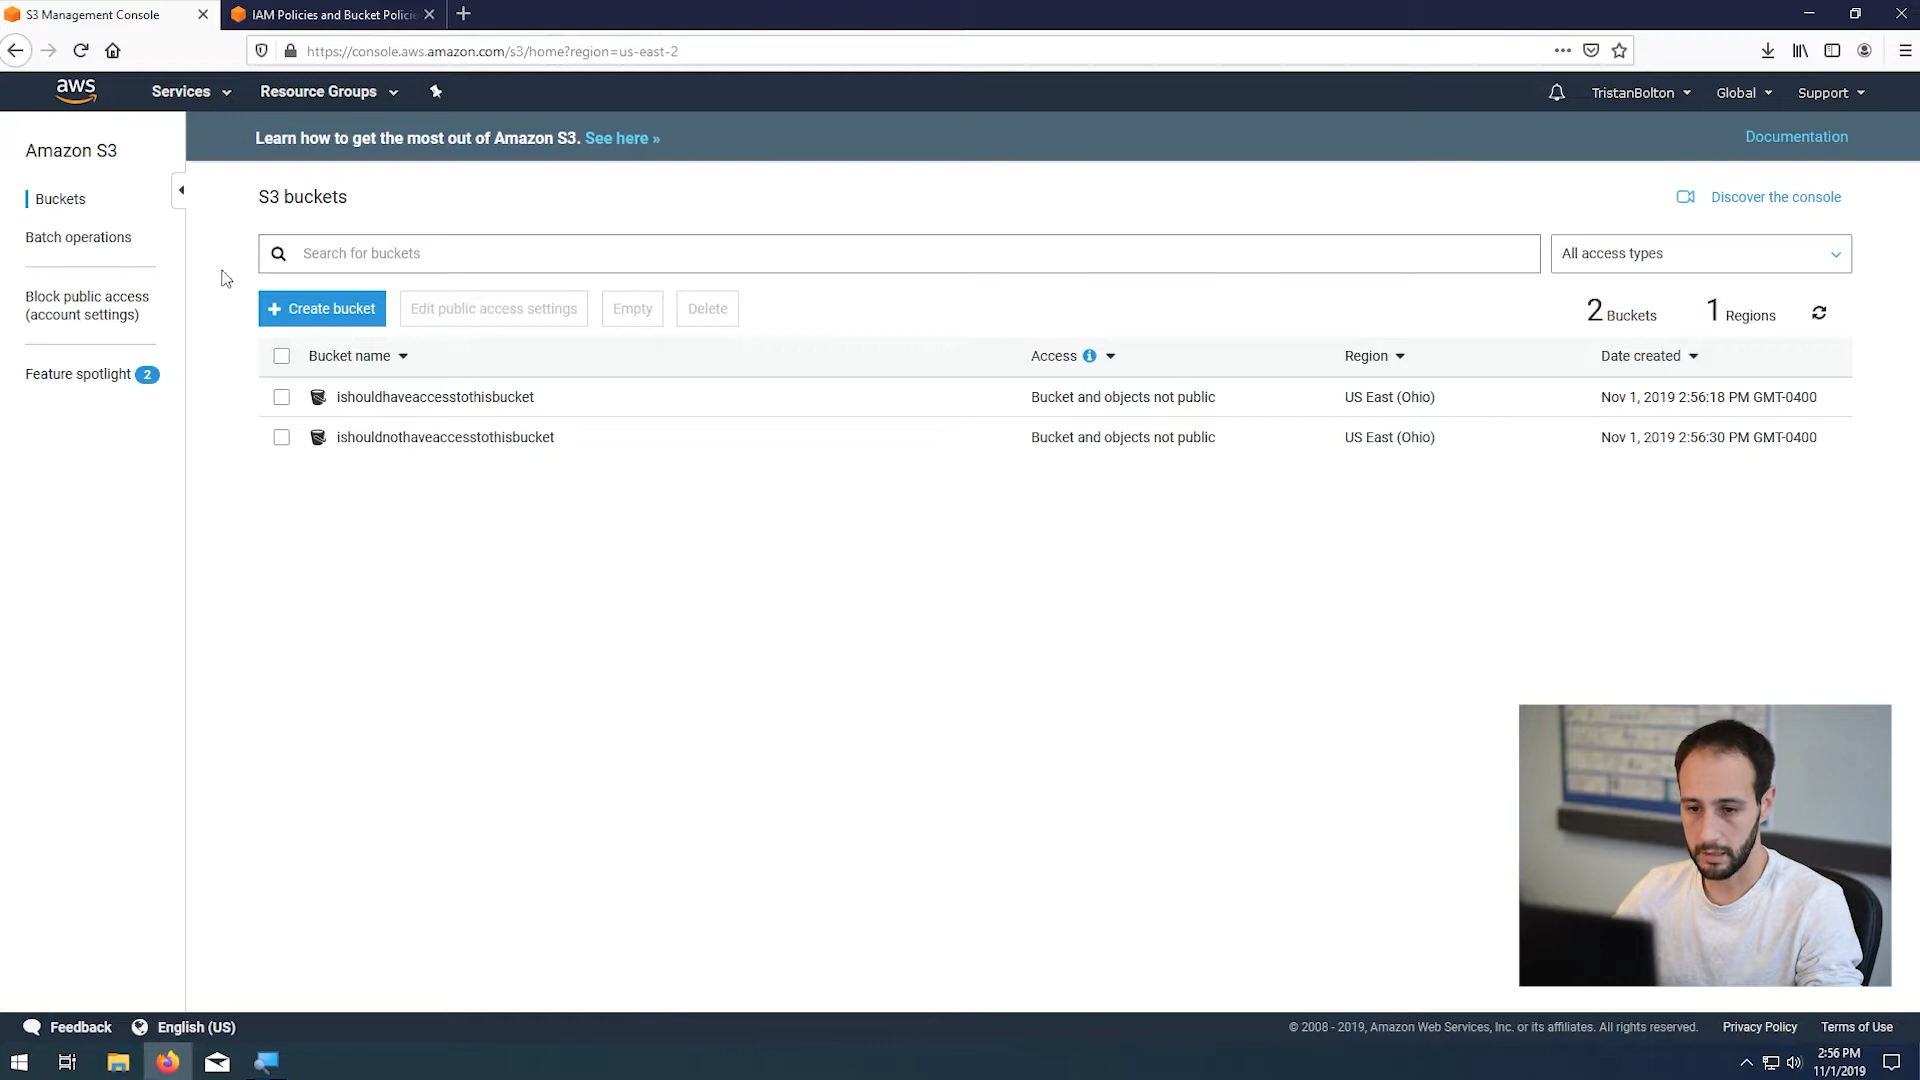 S3 Management Console
IAM Policies and Bucket Policie
https://console.aws.amazon.com/s3/home?region=us-east-2
aws
Services
Resource Groups
TristanBolton
Global
Support
Amazon S3
Buckets
Batch operations
Block public access
(account settings)
Feature spotlight 2
Learn how to get the most out of Amazon S3. See here »
Documentation
S3 buckets
Discover the console
Search for buckets
All access types
Create bucket
Edit public access settings
Empty
Delete
2 Buckets
1 Regions
Bucket name
Access
Region
Date created
ishouldhaveaccesstothisbucket
Bucket and objects not public
US East (Ohio)
Nov 1, 2019 2:56:18 PM GMT-0400
ishouldnothaveaccesstothisbucket
Bucket and objects not public
US East (Ohio)
Nov 1, 2019 2:56:30 PM GMT-0400
Feedback
English (US)
© 2008 - 2019, Amazon Web Services, Inc. or its affiliates. All rights reserved.
Privacy Policy
Terms of Use
2:56 PM
11/1/2019